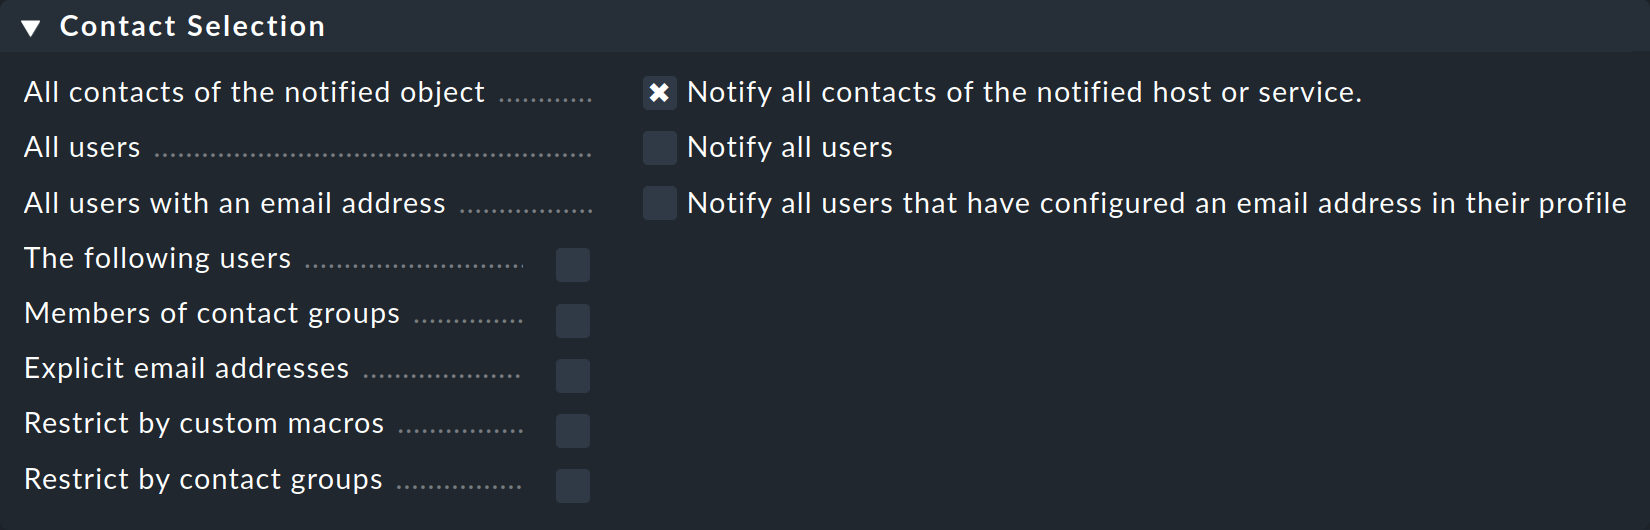 Contact Selection
All contacts of the notified object ............ Notify all contacts of the notified host or service.
All users ............................................ Notify all users
All users with an email address .............. Notify all users that have configured an email address in their profile
The following users ......................
Members of contact groups ..............
Explicit email addresses ................
Restrict by custom macros .............
Restrict by contact groups .............